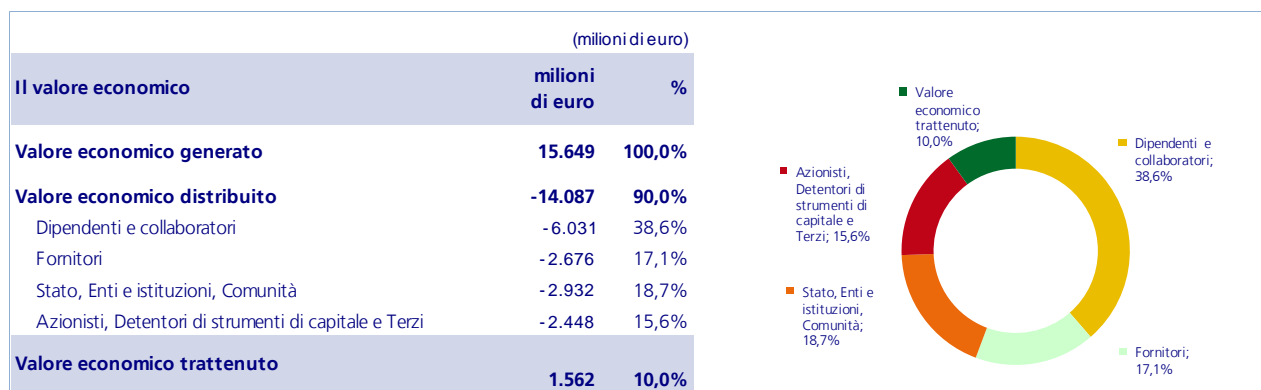 (milioni di euro)
Il valore economico
milioni
di euro
%
Valore economico generato 15.649 100,0%
Valore economico distribuito -14.087 90,0%
Dipendenti e collaboratori -6.031 38,6%
Fornitori -2.676 17,1%
Stato, Enti e istituzioni, Comunità -2.932 18,7%
Azionisti, Detentori di strumenti di capitale e Terzi -2.448 15,6%
Valore economico trattenuto
1.562 10,0%
Valore
economico
trattenuto;
10,0%
Dipendenti e
collaboratori;
38,6%
Azionisti,
Detentori di
strumenti di
capitale e
Terzi; 15,6%
Stato, Enti e
istituzioni,
Comunità;
18,7%
Fornitori;
17,1%